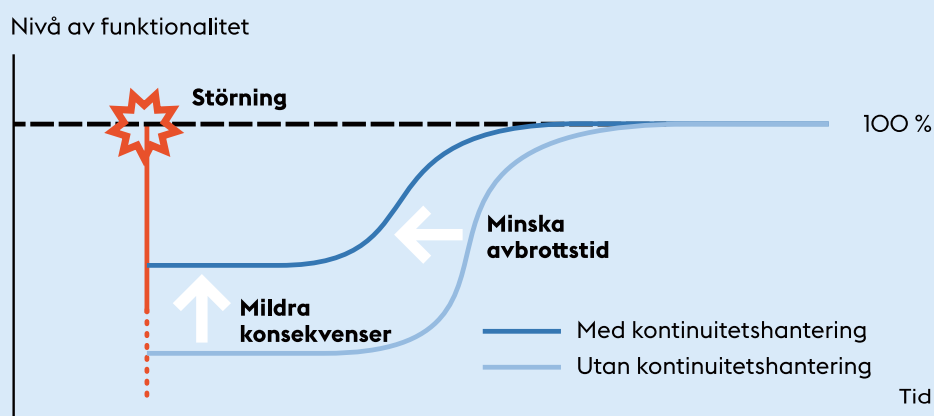 Nivå av funktionalitet
Störning
100 %
Minska
avbrottstid
Mildra
konsekvenser
Med kontinuitetshantering
Utan kontinuitetshantering
Tid